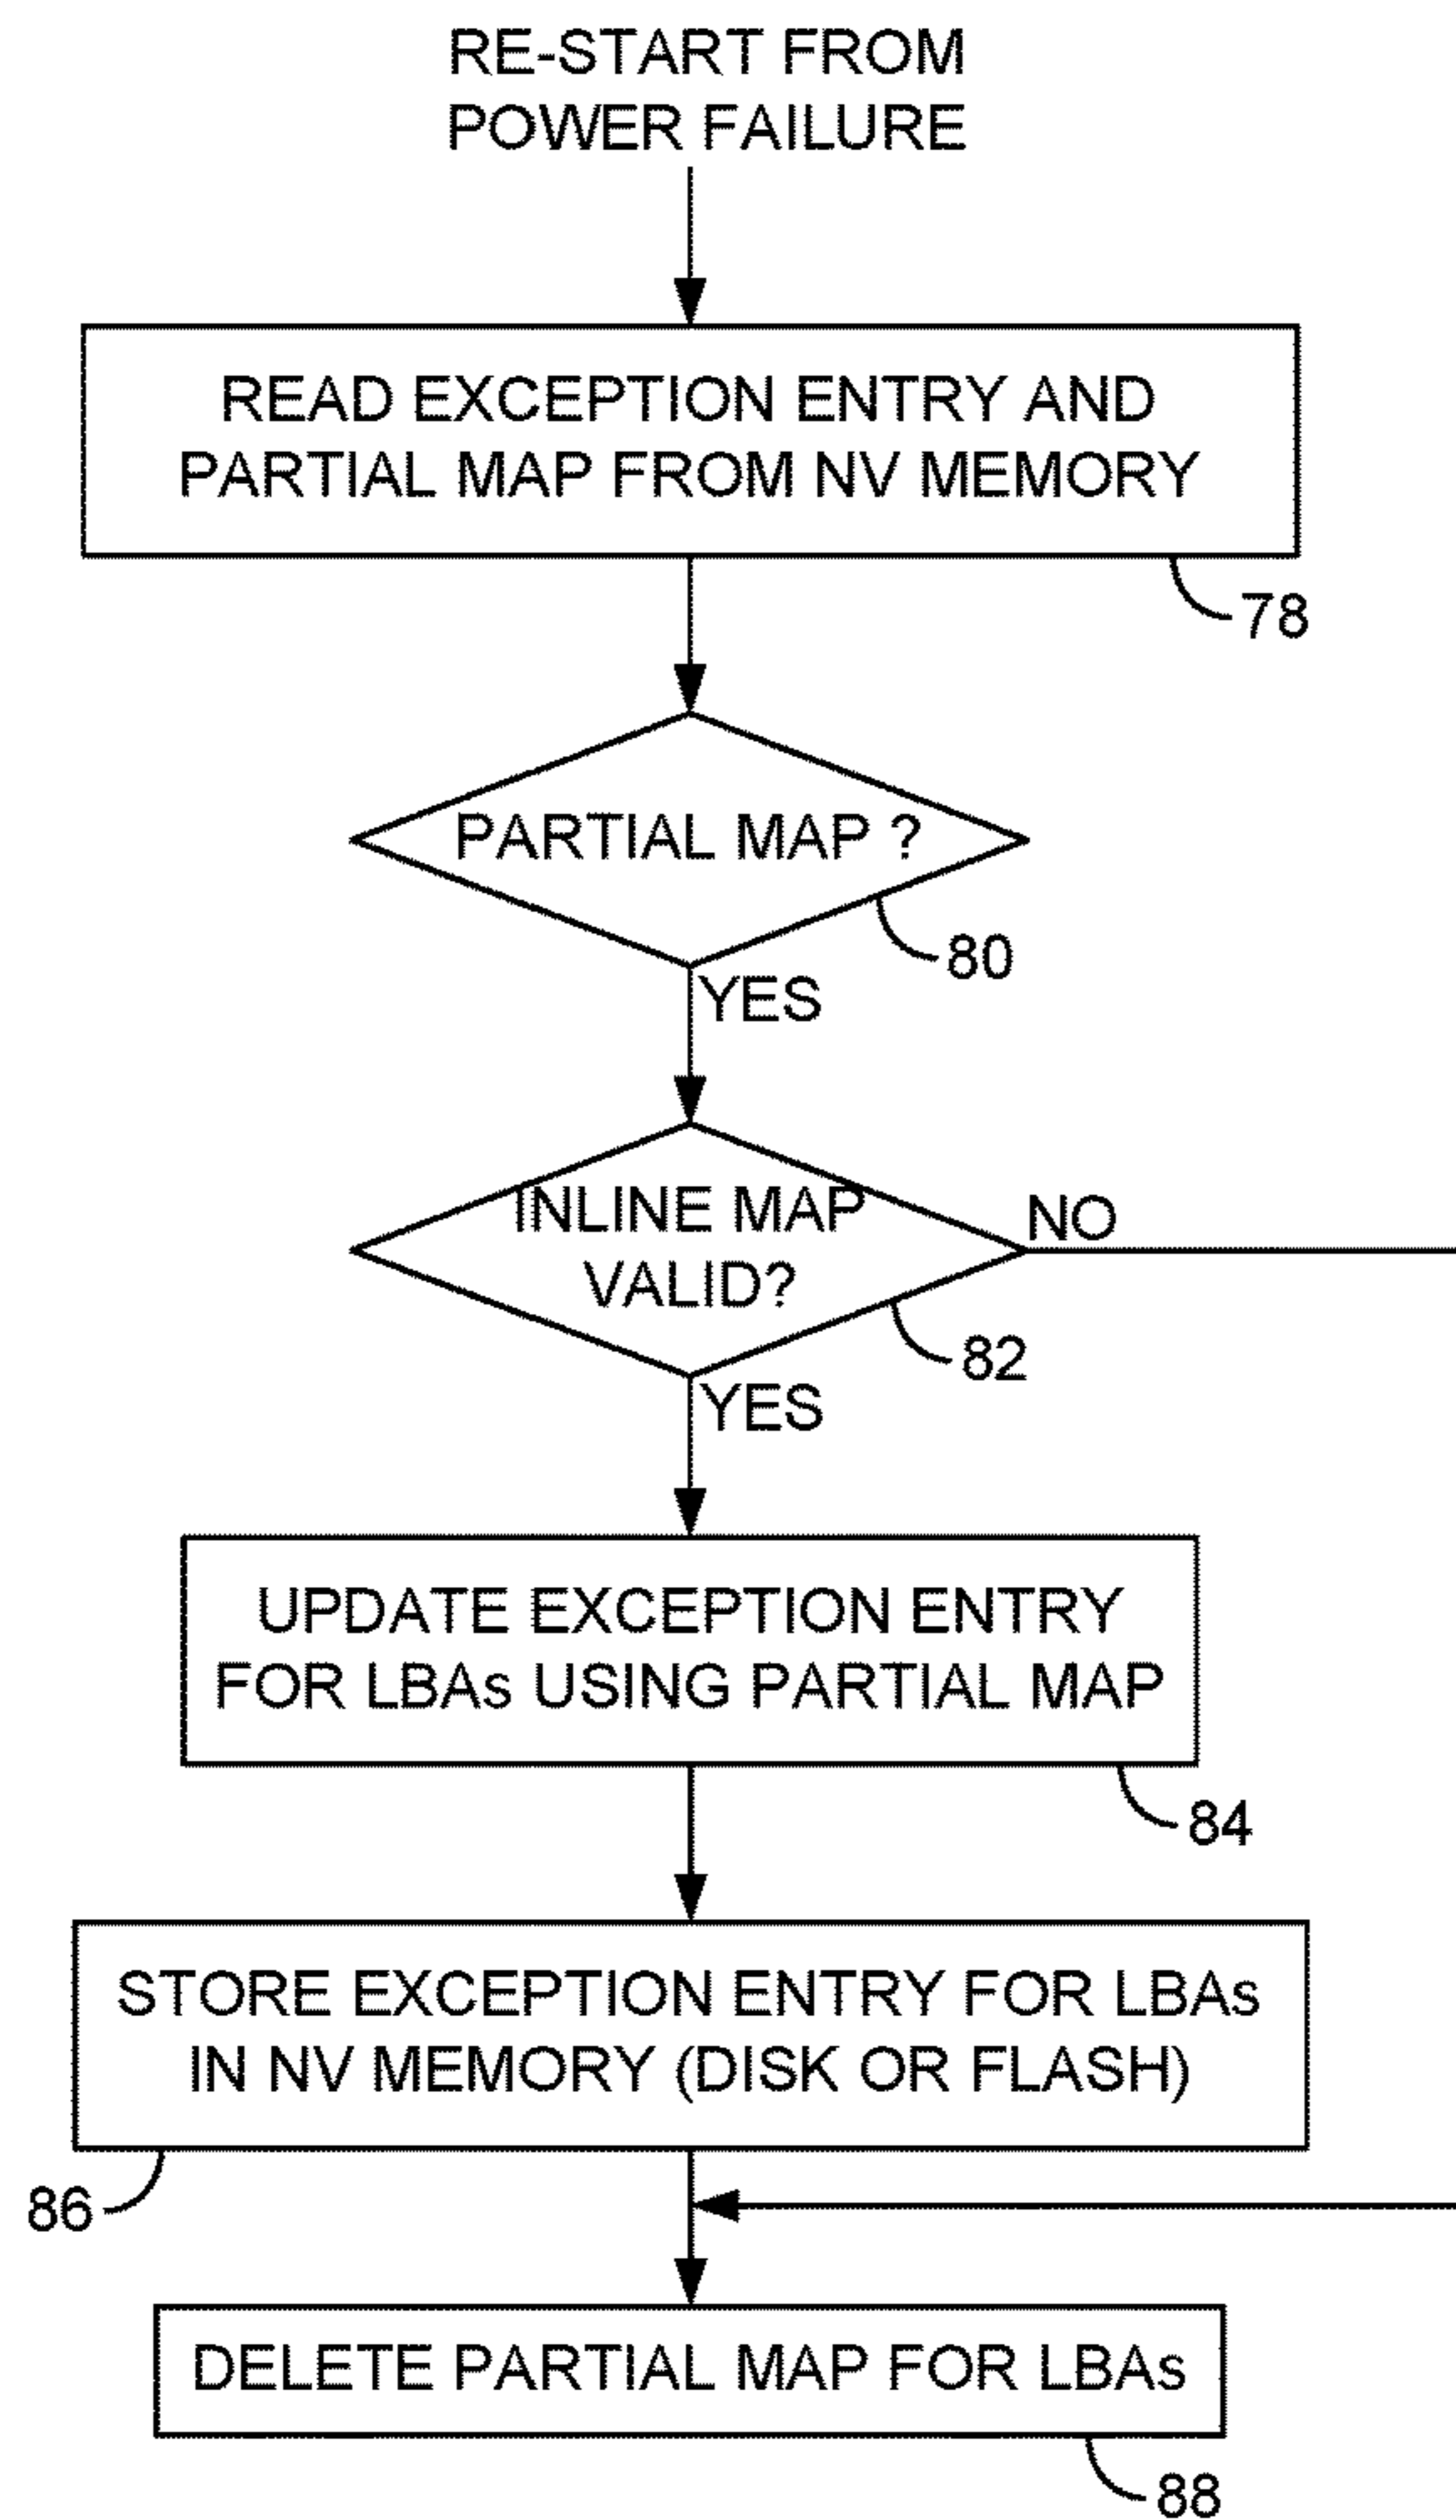 RE-START FROM
POWER FAILURE
READ EXCEPTION ENTRY AND
PARTIAL MAP FROM NV MEMORY
78
PARTIAL MAP ?
80
YES
INLINE MAP
VALID?
NO
82
YES
UPDATE EXCEPTION ENTRY
FOR LBAs USING PARTIAL MAP
84
STORE EXCEPTION ENTRY FOR LBAs
IN NV MEMORY (DISK OR FLASH)
86
DELETE PARTIAL MAP FOR LBAs
88